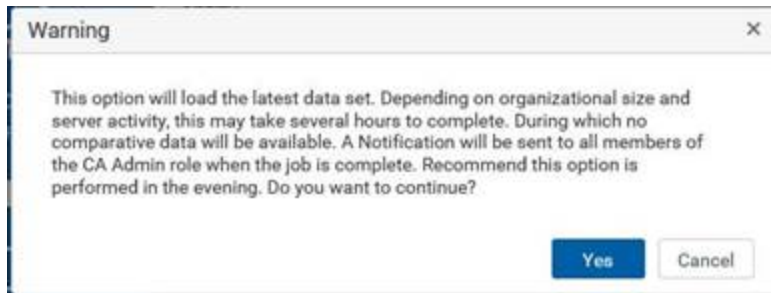 Warning
This option will load the latest data set. Depending on organizational size and
server activity, this may take several hours to complete. During which no
comparative data will be available. A Notification will be sent to all members of
the CA Admin role when the job is complete. Recommend this option is
performed in the evening. Do you want to continue?
Yes
Cancel